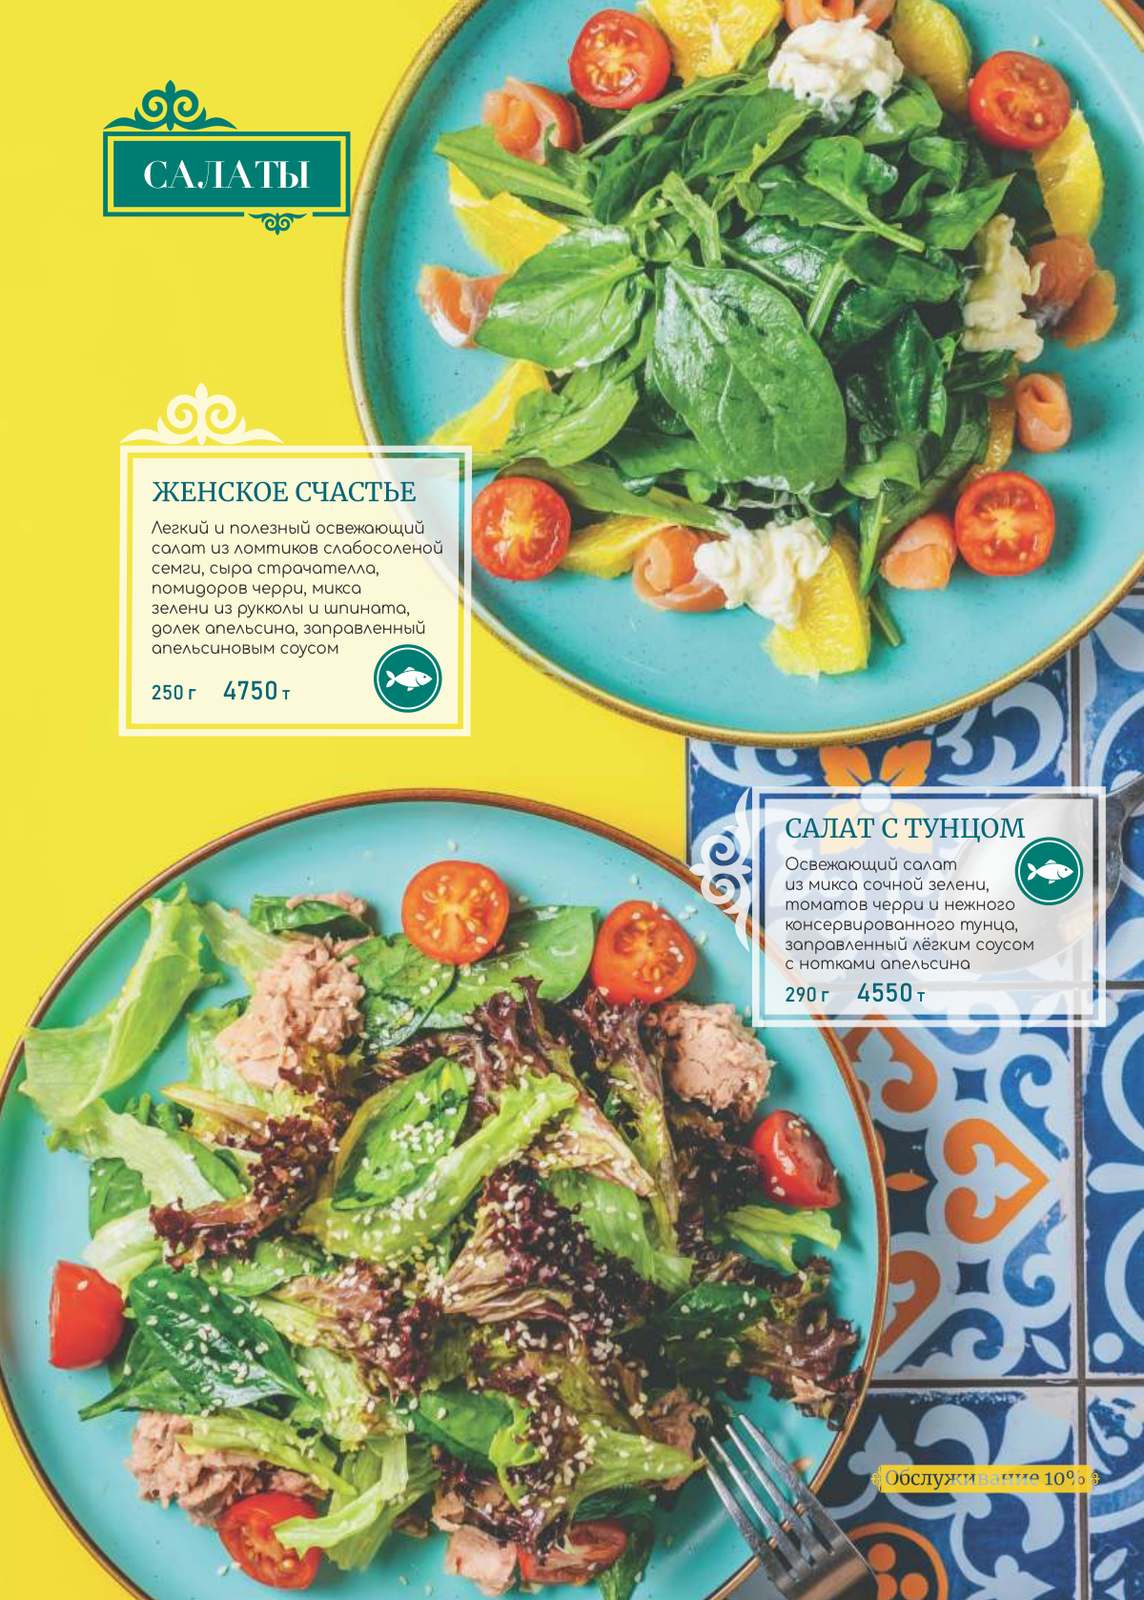 САЛАТЫ
ЖЕНСКОЕ СЧАСТЬЕ
Легкий и полезный освежающий
салат из ломтиков слабосоленой
семги, сыра страчателла,
помидоров черри, микса
зелени из рукколы и шпината,
долек апельсина, заправленный
апельсиновым соусом
250 г 4750 т
САЛАТ С ТУНЦОМ
Освежающий салат
из микса сочной зелени,
томатов черри и нежного
консервированного тунца,
заправленный лёгким соусом
с нотками апельсина
290 г 4550 т
Обслуживание 10%